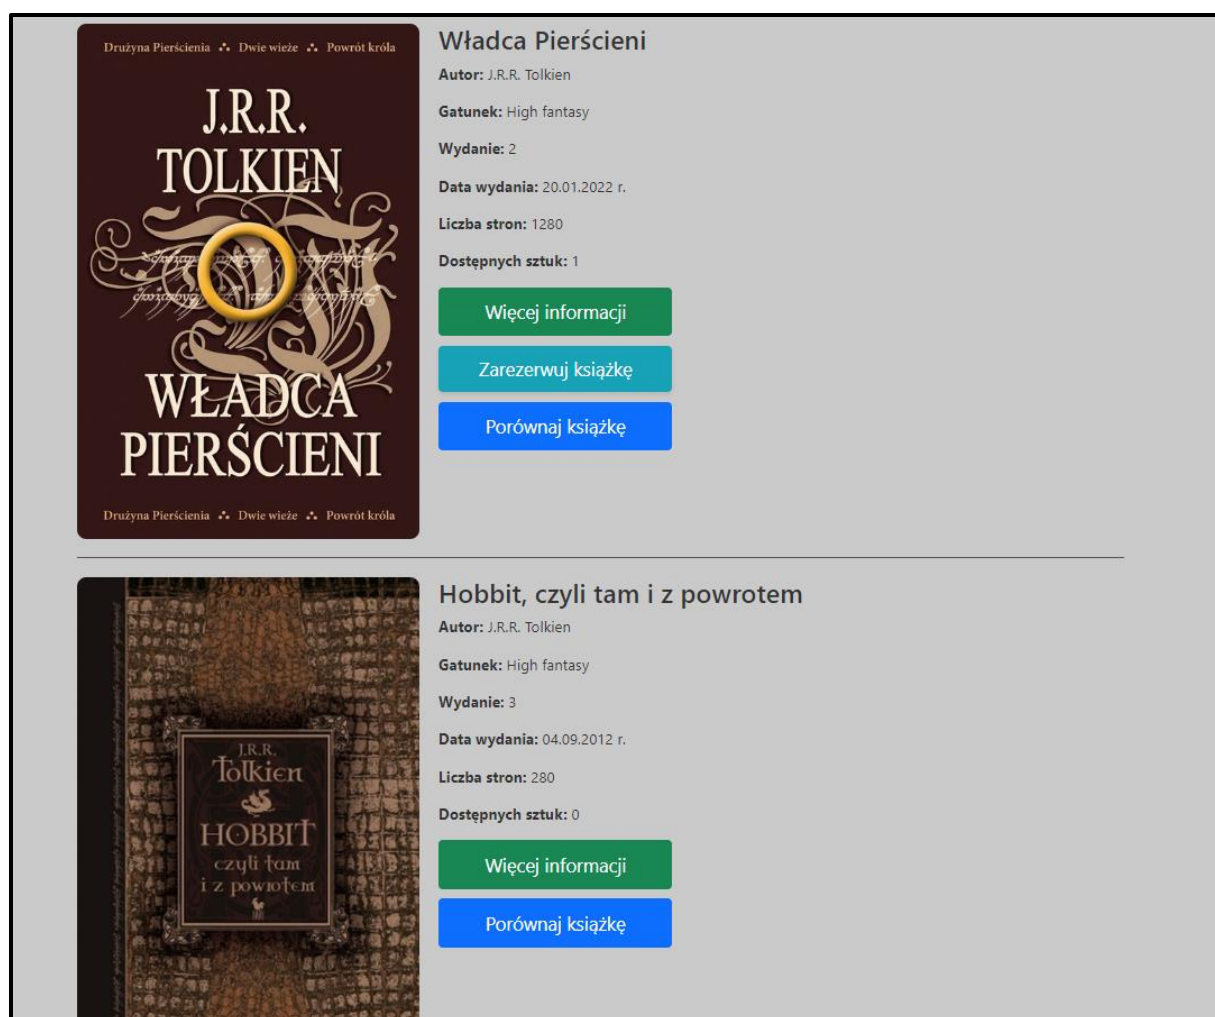 Drużyna Pierścienia ∴ Dwie wieże ∴ Powrót króla
J.R.R.
TOLKIEN
WŁADCA
PIERŚCIENI
Drużyna Pierścienia ∴ Dwie wieże ∴ Powrót króla
Władca Pierścieni
Autor: J.R.R. Tolkien
Gatunek: High fantasy
Wydanie: 2
Data wydania: 20.01.2022 r.
Liczba stron: 1280
Dostępnych sztuk: 1
Więcej informacji
Zarezerwuj książkę
Porównaj książkę
J.R.R.
Tolkien
HOBBIT
czyli tam
i z powrotem
Hobbit, czyli tam i z powrotem
Autor: J.R.R. Tolkien
Gatunek: High fantasy
Wydanie: 3
Data wydania: 04.09.2012 r.
Liczba stron: 280
Dostępnych sztuk: 0
Więcej informacji
Porównaj książkę